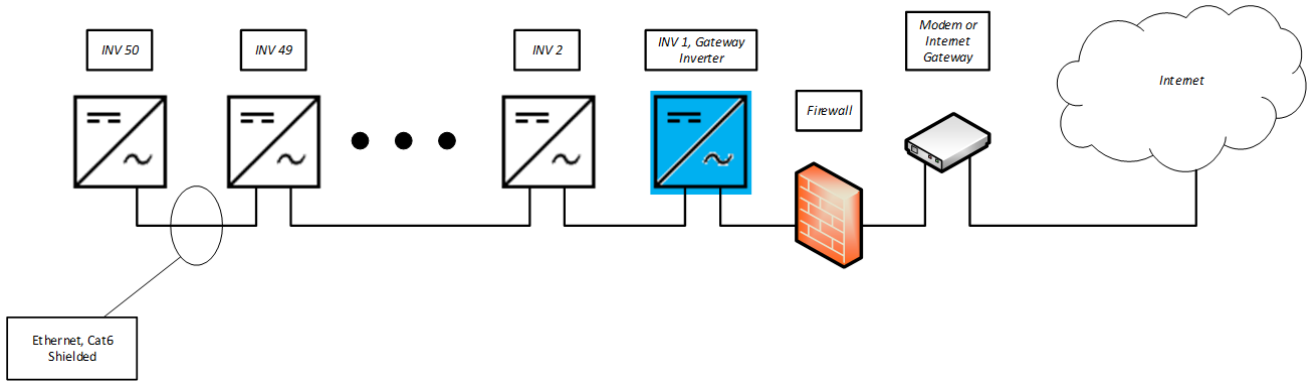 INV 50
INV 49
INV 2
INV 1, Gateway
Inverter
Firewall
Modem or
Internet
Gateway
Internet
Ethernet, Cat6
Shielded